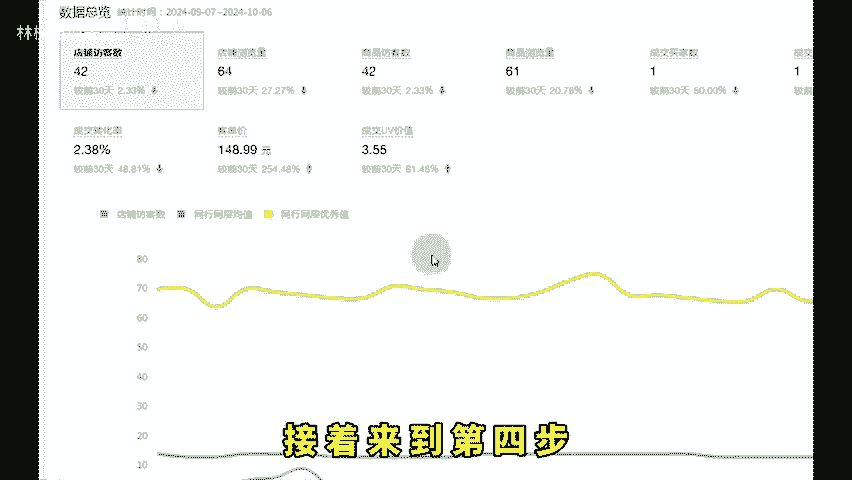 数据总览 统计时间：2024-09-07~2024-10-06
林
店铺访客数 店铺浏览量 商品访客数 商品浏览量 成交买家数 成交
42 64 42 61 1 1
较前30天 2.33% 较前30天 27.27% 较前30天 2.33% 较前30天 20.78% 较前30天 50.00% 较前
成交转化率 客单价 成交UV价值
2.38% 148.99 元 3.55
较前30天 48.81% 较前30天 254.48% 较前30天 81.46%
店铺访客数 同行同层均值 同行同层优秀值
80
70
60
50
40
30
20
10
接着来到第四步